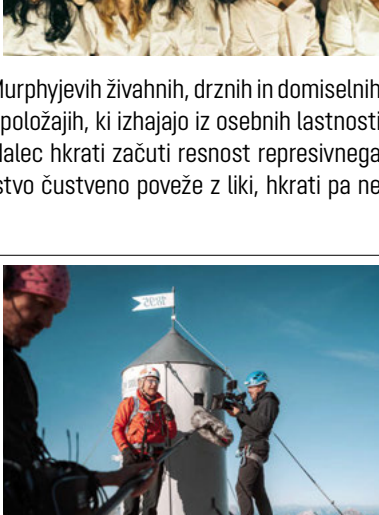 Murphyjevih živahnih, drznih in domiselnih
položajih, ki izhajajo iz osebnih lastnosti
dalec hkrati začuti resnost represivnega
stvo čustveno poveže z liki, hkrati pa ne